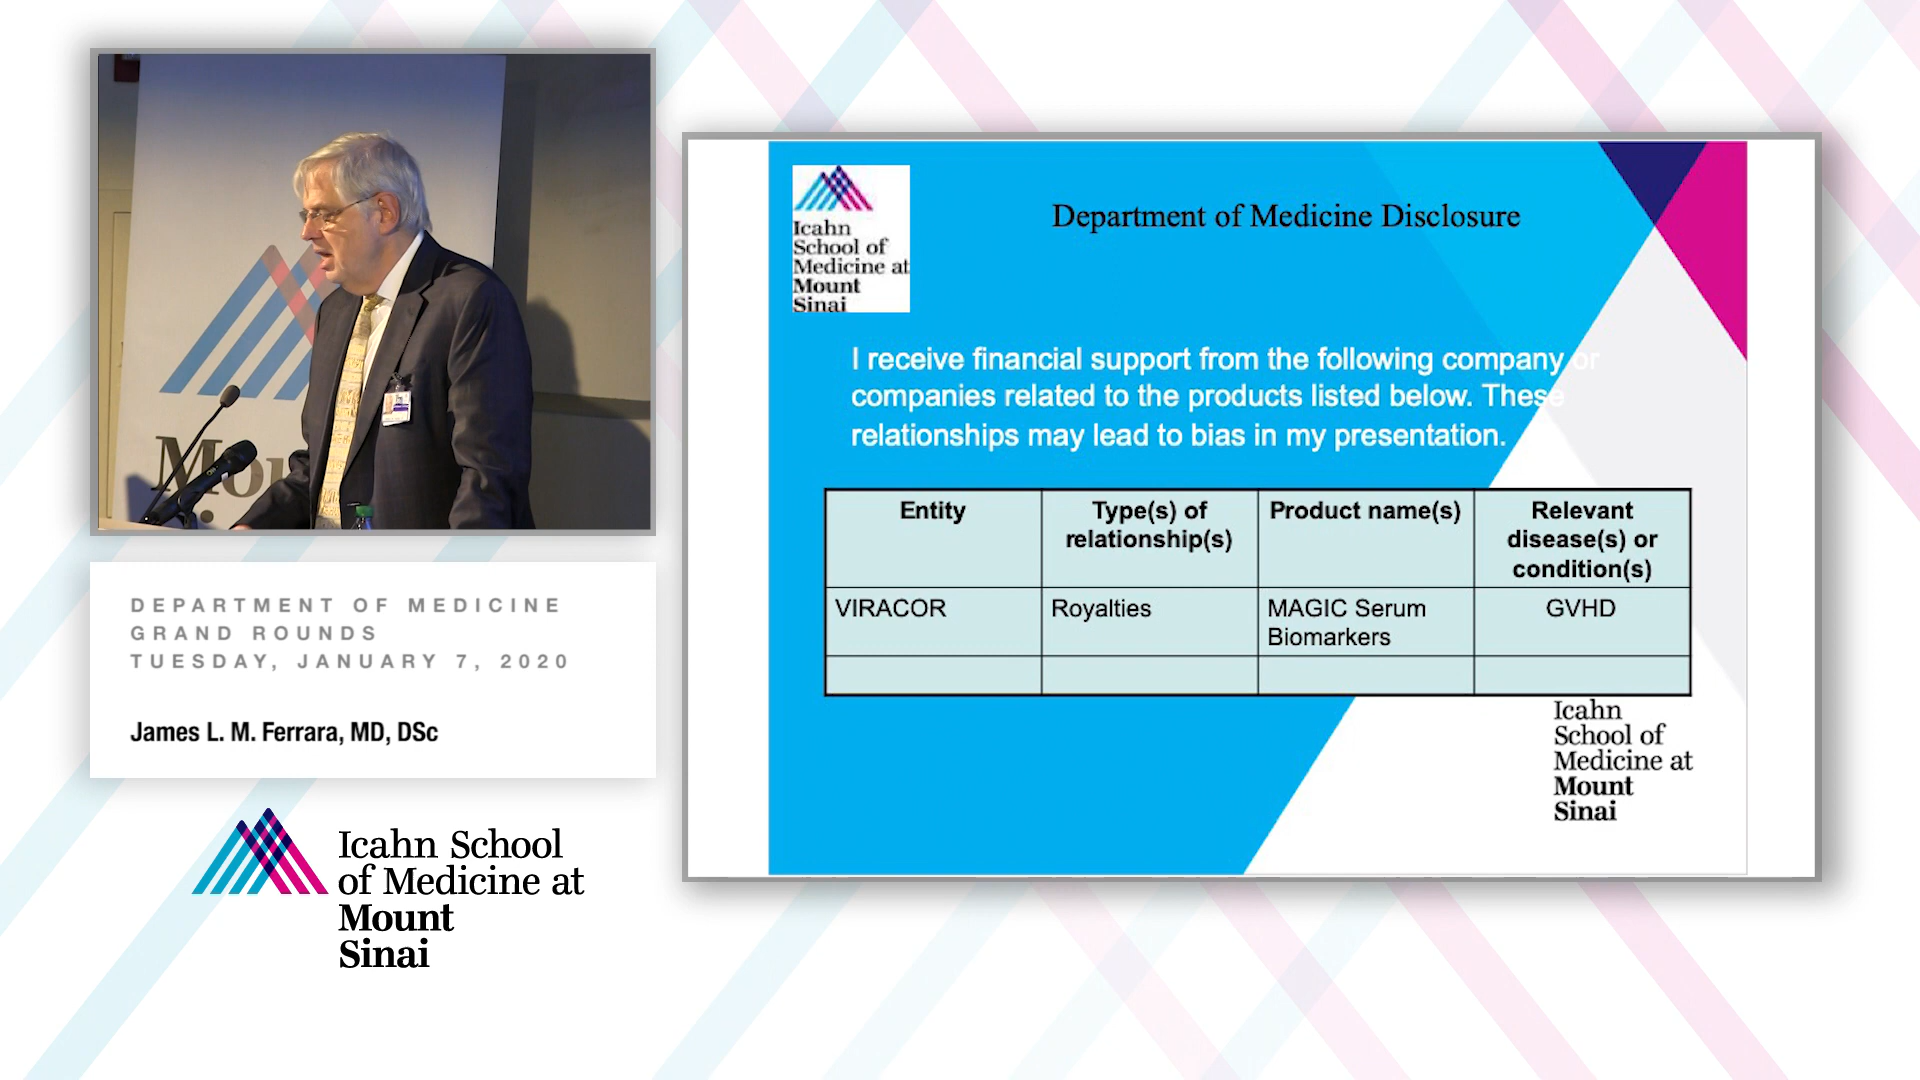 Mou
DEPARTMENT OF MEDICINE
GRAND ROUNDS
TUESDAY, JANUARY 7, 2020
James L. M. Ferrara, MD, DSc
Icahn School
of Medicine at
Mount
Sinai
Icahn
School of
Medicine at
Mount
Sinai
Department of Medicine Disclosure
I receive financial support from the following company or
companies related to the products listed below. These
relationships may lead to bias in my presentation.
Entity
Type(s) of
relationship(s)
Product name(s)
Relevant
disease(s) or
condition(s)
VIRACOR
Royalties
MAGIC Serum
Biomarkers
GVHD
Icahn
School of
Medicine at
Mount
Sinai